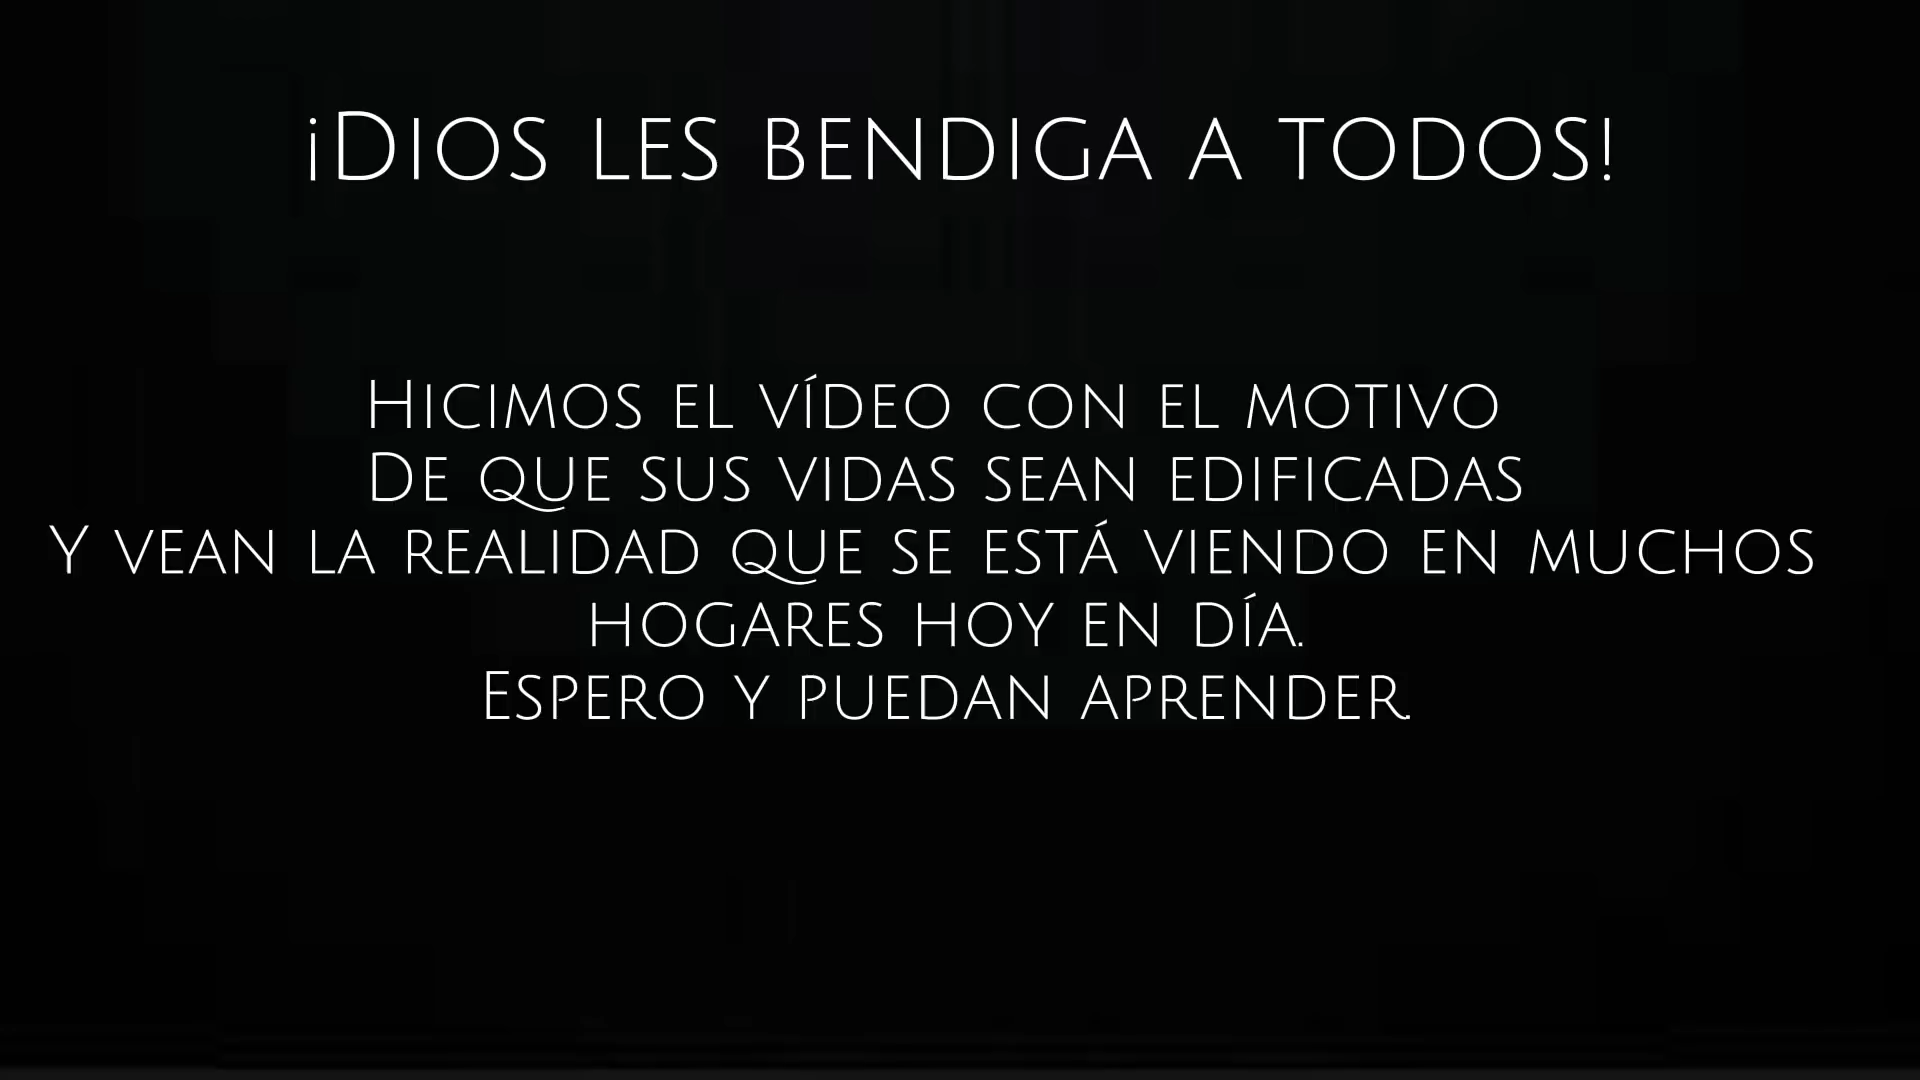 ¡Dios les bendiga a todos!
Hicimos el vídeo con el motivo
De que sus vidas sean edificadas
Y vean la realidad que se está viendo en muchos
hogares hoy en día.
Espero y puedan aprender.